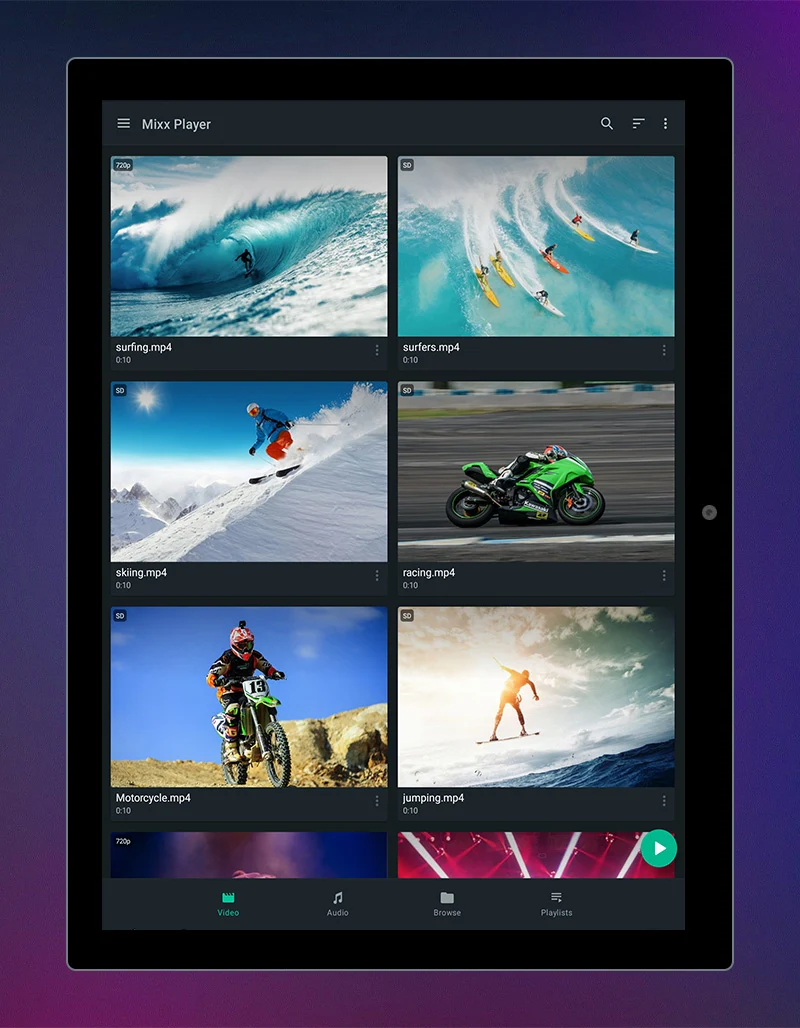 Mixx Player
720p
SD
surfing.mp4
0:10
surfers.mp4
0:10
SD
SD
skiing.mp4
0:10
racing.mp4
0:10
Kawasaki
SD
SD
13
Motorcycle.mp4
0:10
jumping.mp4
0:10
720p
Video
Audio
Browse
Playlists